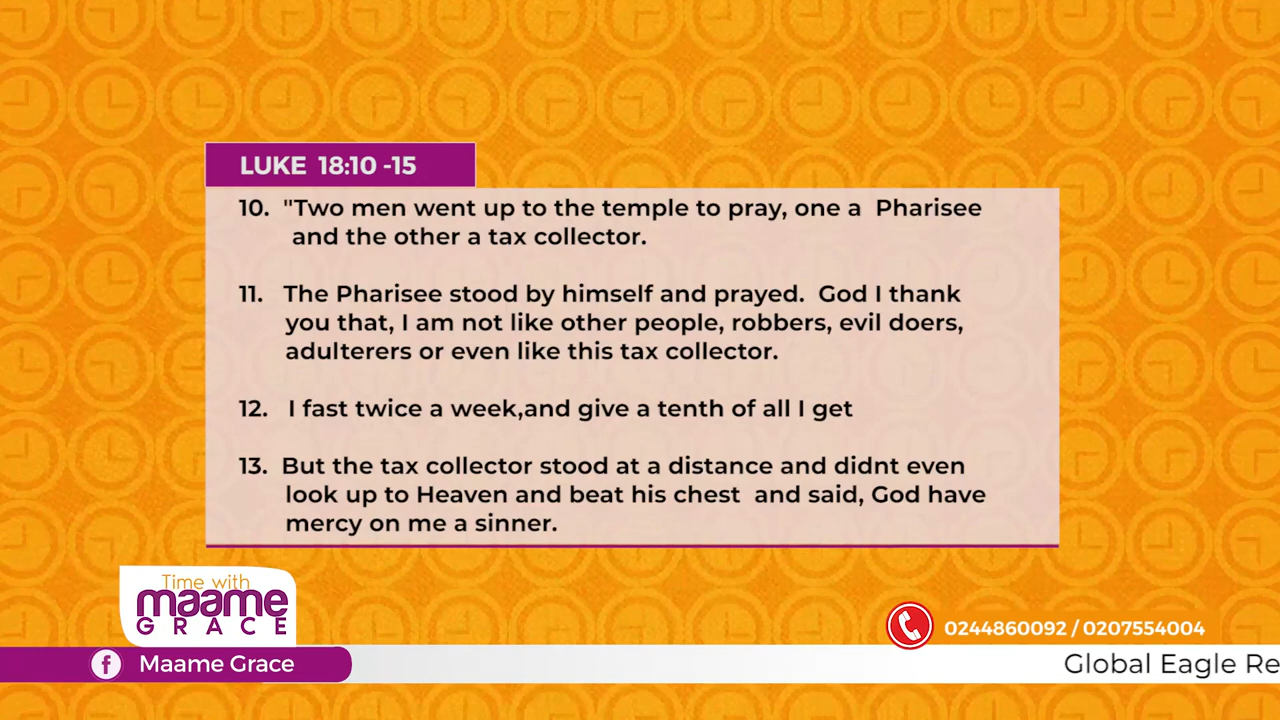 LUKE 18:10 -15
10. "Two men went up to the temple to pray, one a Pharisee
and the other a tax collector.
11. The Pharisee stood by himself and prayed. God I thank
you that, I am not like other people, robbers, evil doers,
adulterers or even like this tax collector.
12. I fast twice a week,and give a tenth of all I get
13. But the tax collector stood at a distance and didnt even
look up to Heaven and beat his chest and said, God have
mercy on me a sinner.
Time with
maame
GRACE
0244860092 / 0207554004
f Maame Grace
Global Eagle Re